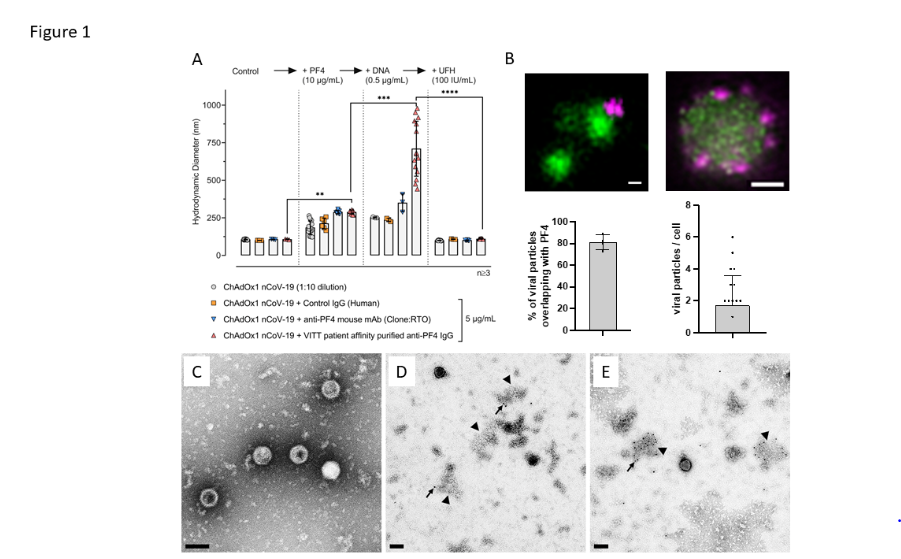 Figure 1
A
Control
+ PF4
(10 µg/mL)
+ DNA
(0.5 µg/mL)
+ UFH
(100 IU/mL)
Hydrodynamic Diameter (nm)
1000
750
500
250
0
**
***
****
n≥3
ChAdOx1 nCoV-19 (1:10 dilution)
ChAdOx1 nCoV-19 + Control IgG (Human)
ChAdOx1 nCoV-19 + anti-PF4 mouse mAb (Clone:RTO)
ChAdOx1 nCoV-19 + VITT patient affinity purified anti-PF4 IgG
5 µg/mL
B
% of viral particles
overlapping with PF4
100
80
60
40
20
0
viral particles / cell
8
6
4
2
0
C
D
E